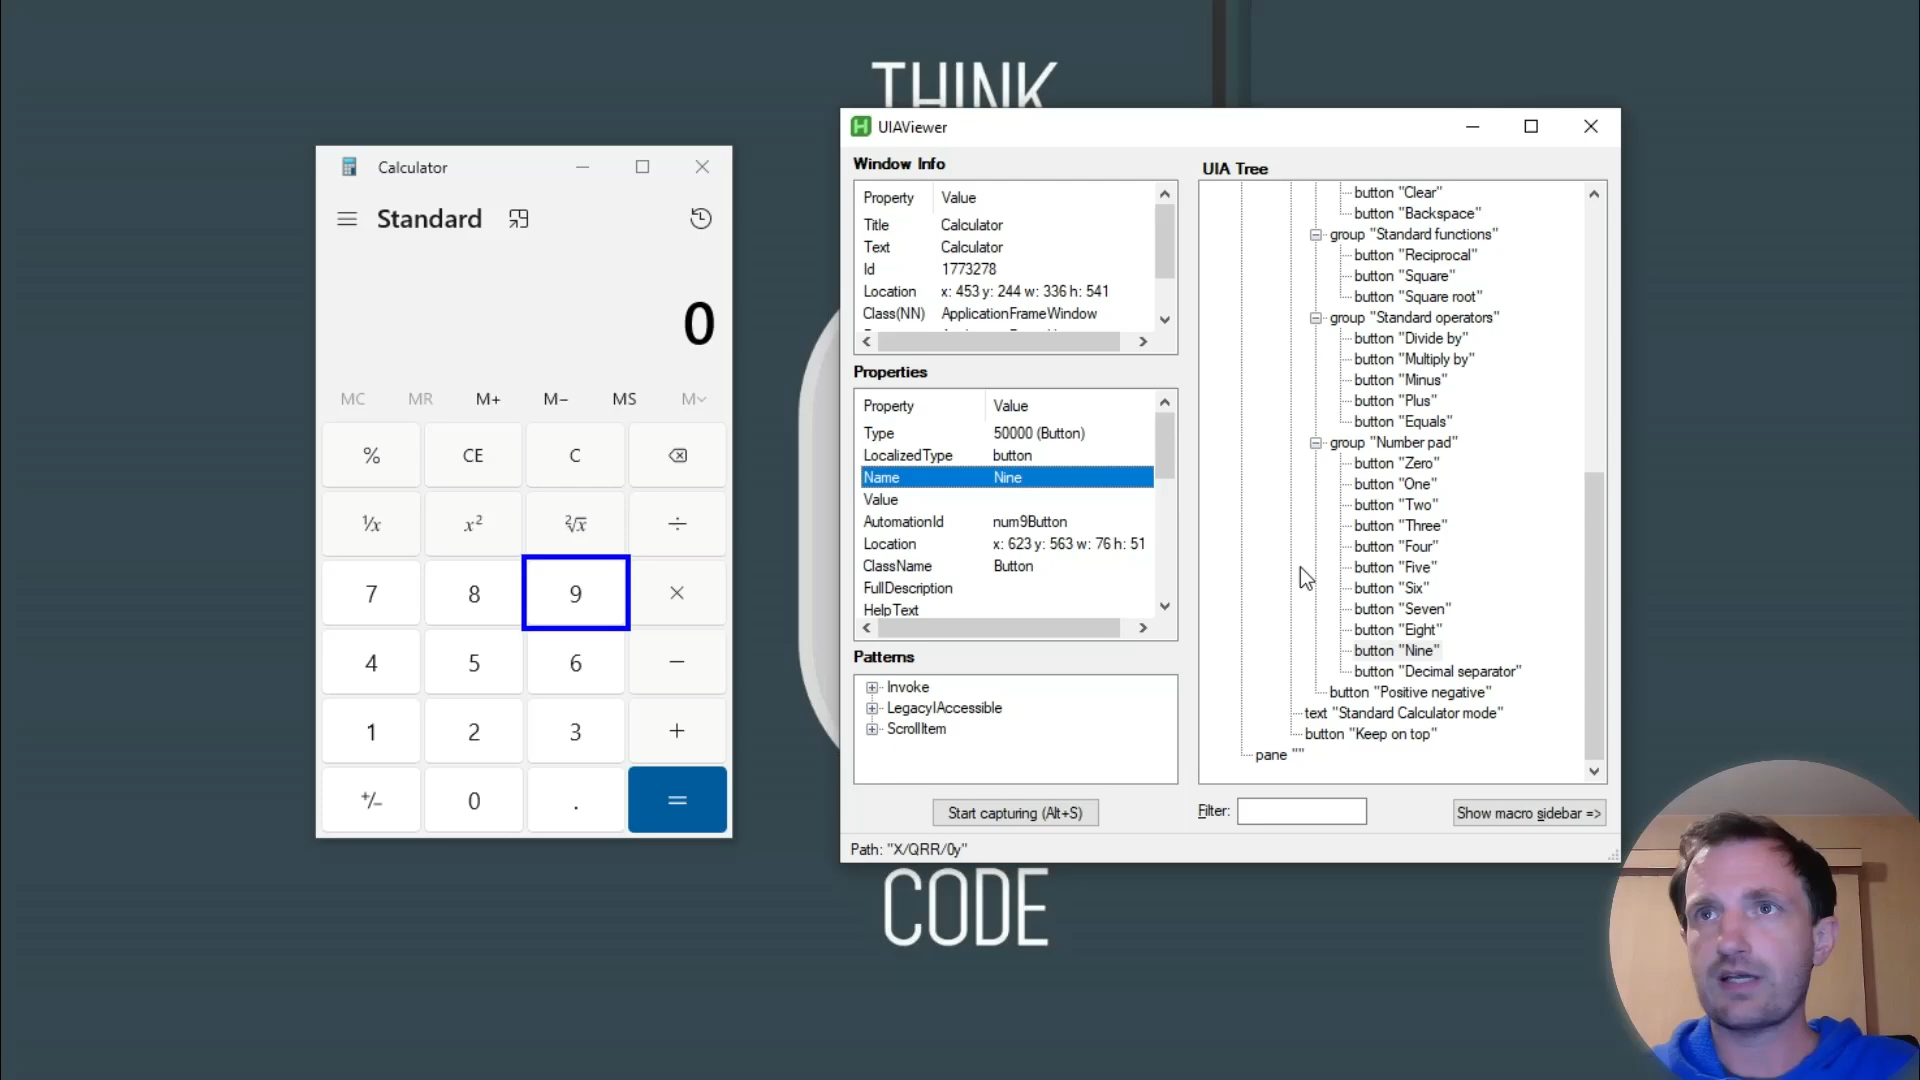 THINK
CODE
Calculator
Standard
0
MC MR M+ M− MS M
% CE C
¹/x x² ²√x ÷
7 8 9 ×
4 5 6 −
1 2 3 +
+/− 0 . =
UIAViewer
Window Info
Property Value
Title Calculator
Text Calculator
Id 1773278
Location x: 453 y: 244 w: 336 h: 541
Class(NN) ApplicationFrameWindow
Properties
Property Value
Type 50000 (Button)
LocalizedType button
Name Nine
Value
AutomationId num9Button
Location x: 623 y: 563 w: 76 h: 51
ClassName Button
FullDescription
HelpText
Patterns
Invoke
LegacyIAccessible
ScrollItem
Start capturing (Alt+S)
UIA Tree
button "Clear"
button "Backspace"
group "Standard functions"
button "Reciprocal"
button "Square"
button "Square root"
group "Standard operators"
button "Divide by"
button "Multiply by"
button "Minus"
button "Plus"
button "Equals"
group "Number pad"
button "Zero"
button "One"
button "Two"
button "Three"
button "Four"
button "Five"
button "Six"
button "Seven"
button "Eight"
button "Nine"
button "Decimal separator"
button "Positive negative"
text "Standard Calculator mode"
button "Keep on top"
pane ""
Filter:
Show macro sidebar =>
Path: "X/QRR/0y"